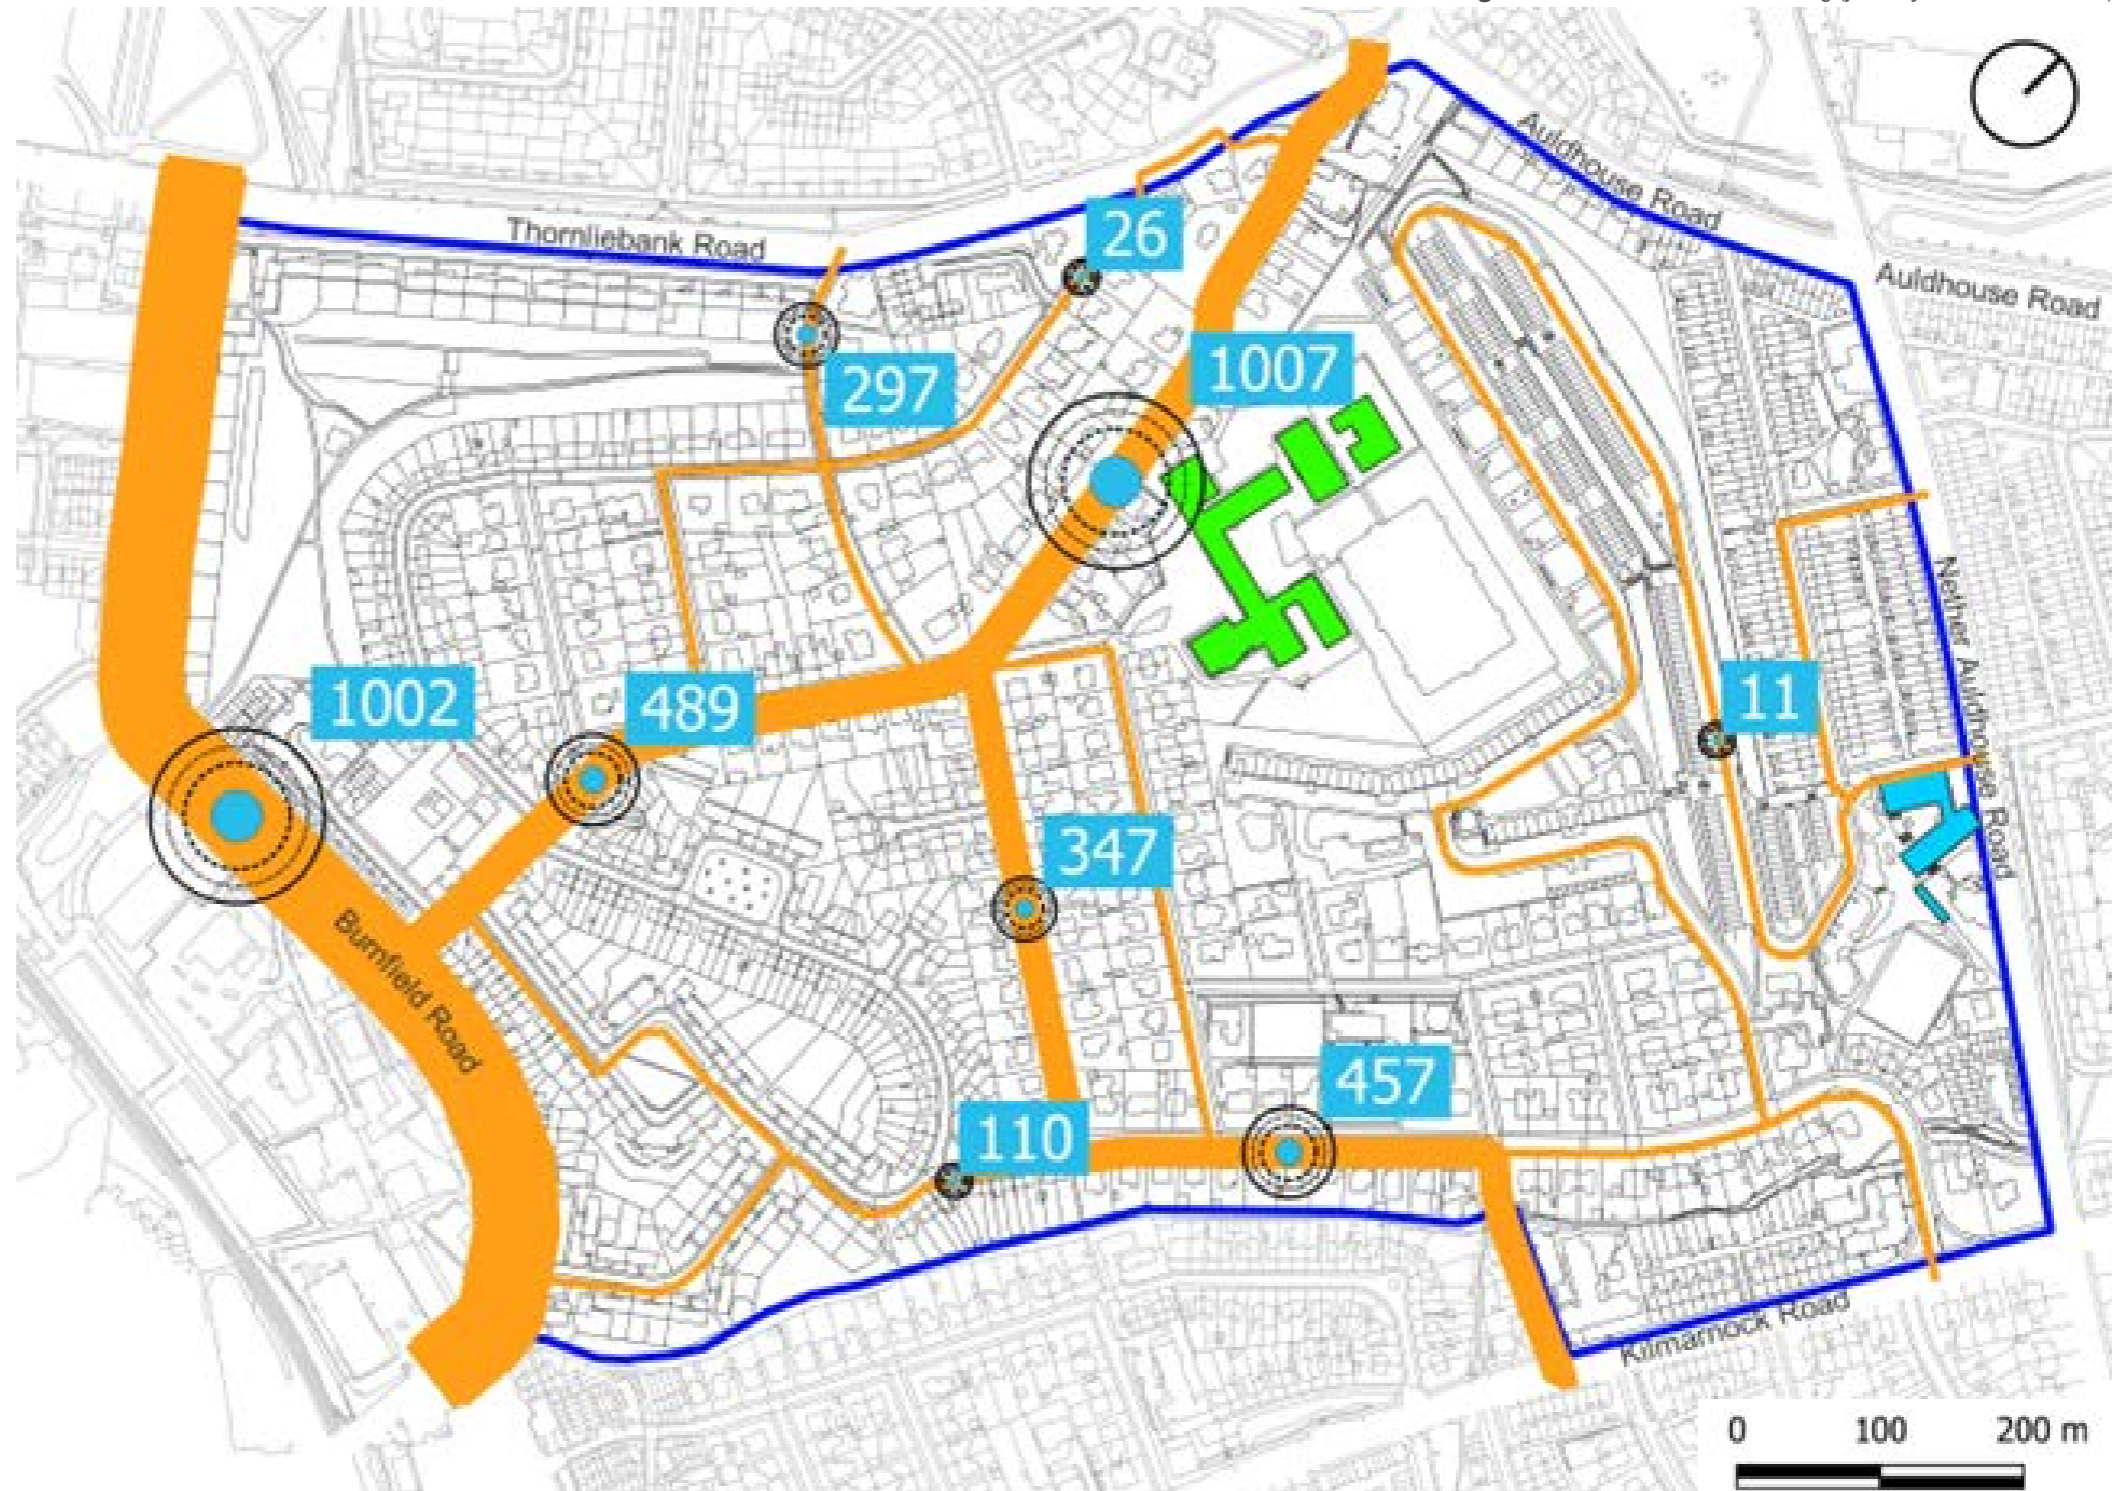 Thornliebank Road
Auldhouse Road
Auldhouse Road
26
297
1007
Nether Auldhouse Road
1002
489
11
347
Burnfield Road
457
110
Kilmarnock Road
0 100 200 m